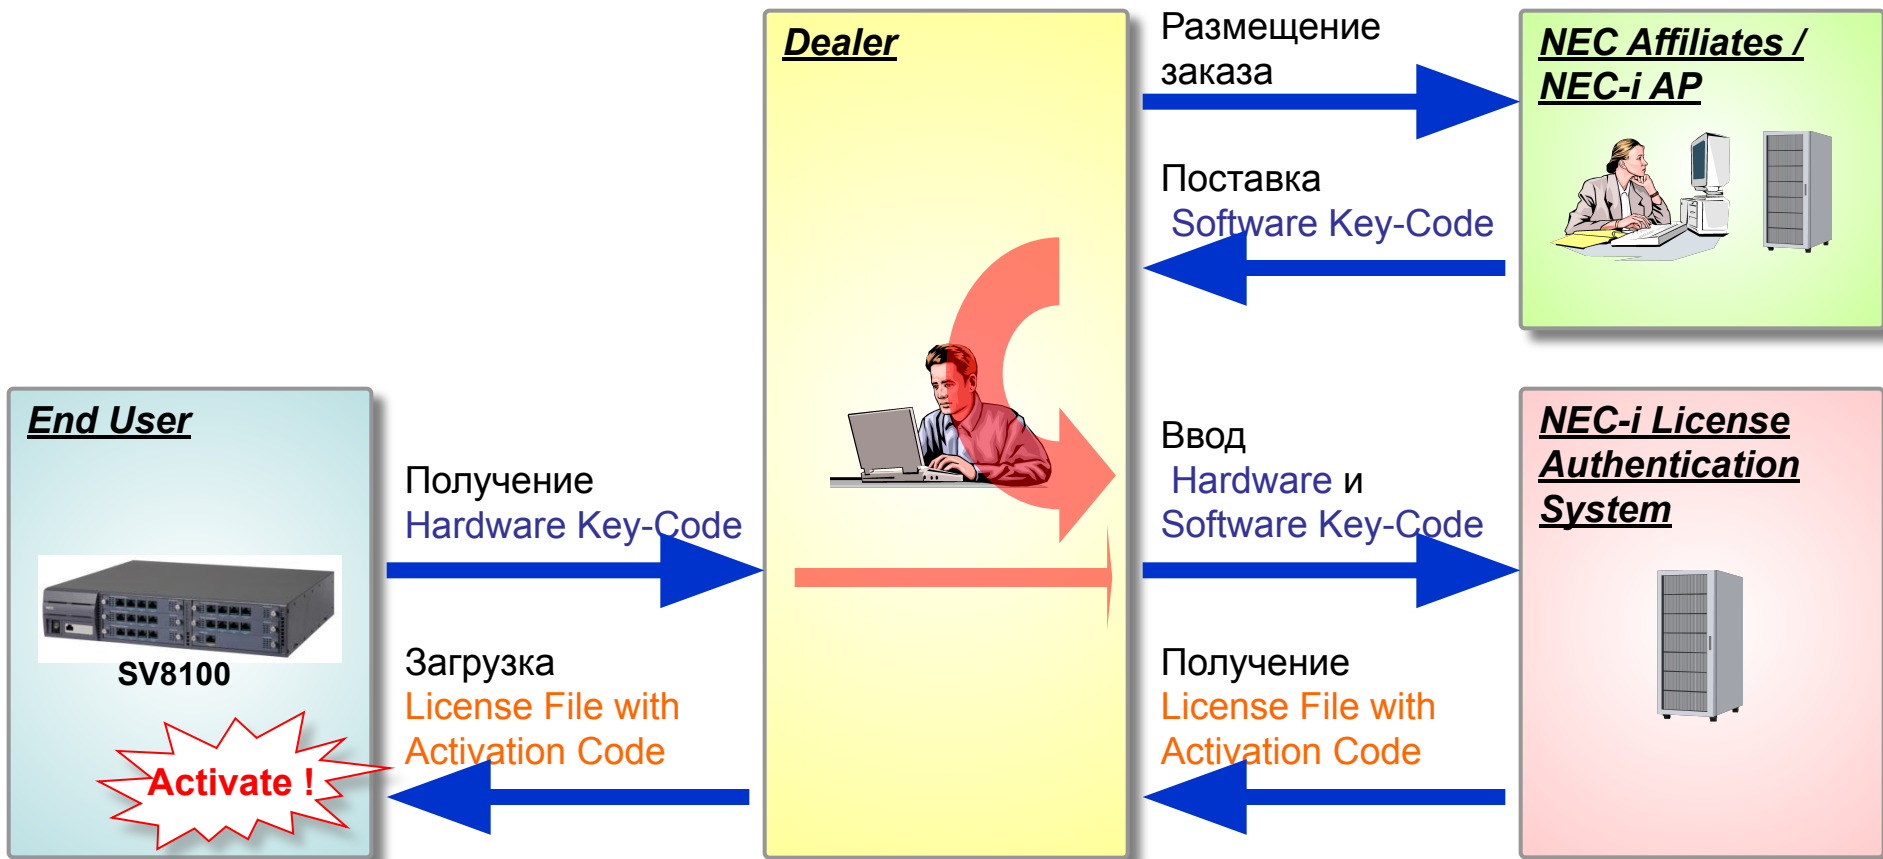 Dealer
Размещение
заказа
NEC Affiliates /
NEC-i AP
Поставка
Software Key-Code
End User
Получение
Hardware Key-Code
Ввод
Hardware и
Software Key-Code
NEC-i License
Authentication
System
SV8100
Загрузка
License File with
Activation Code
Получение
License File with
Activation Code
Activate !